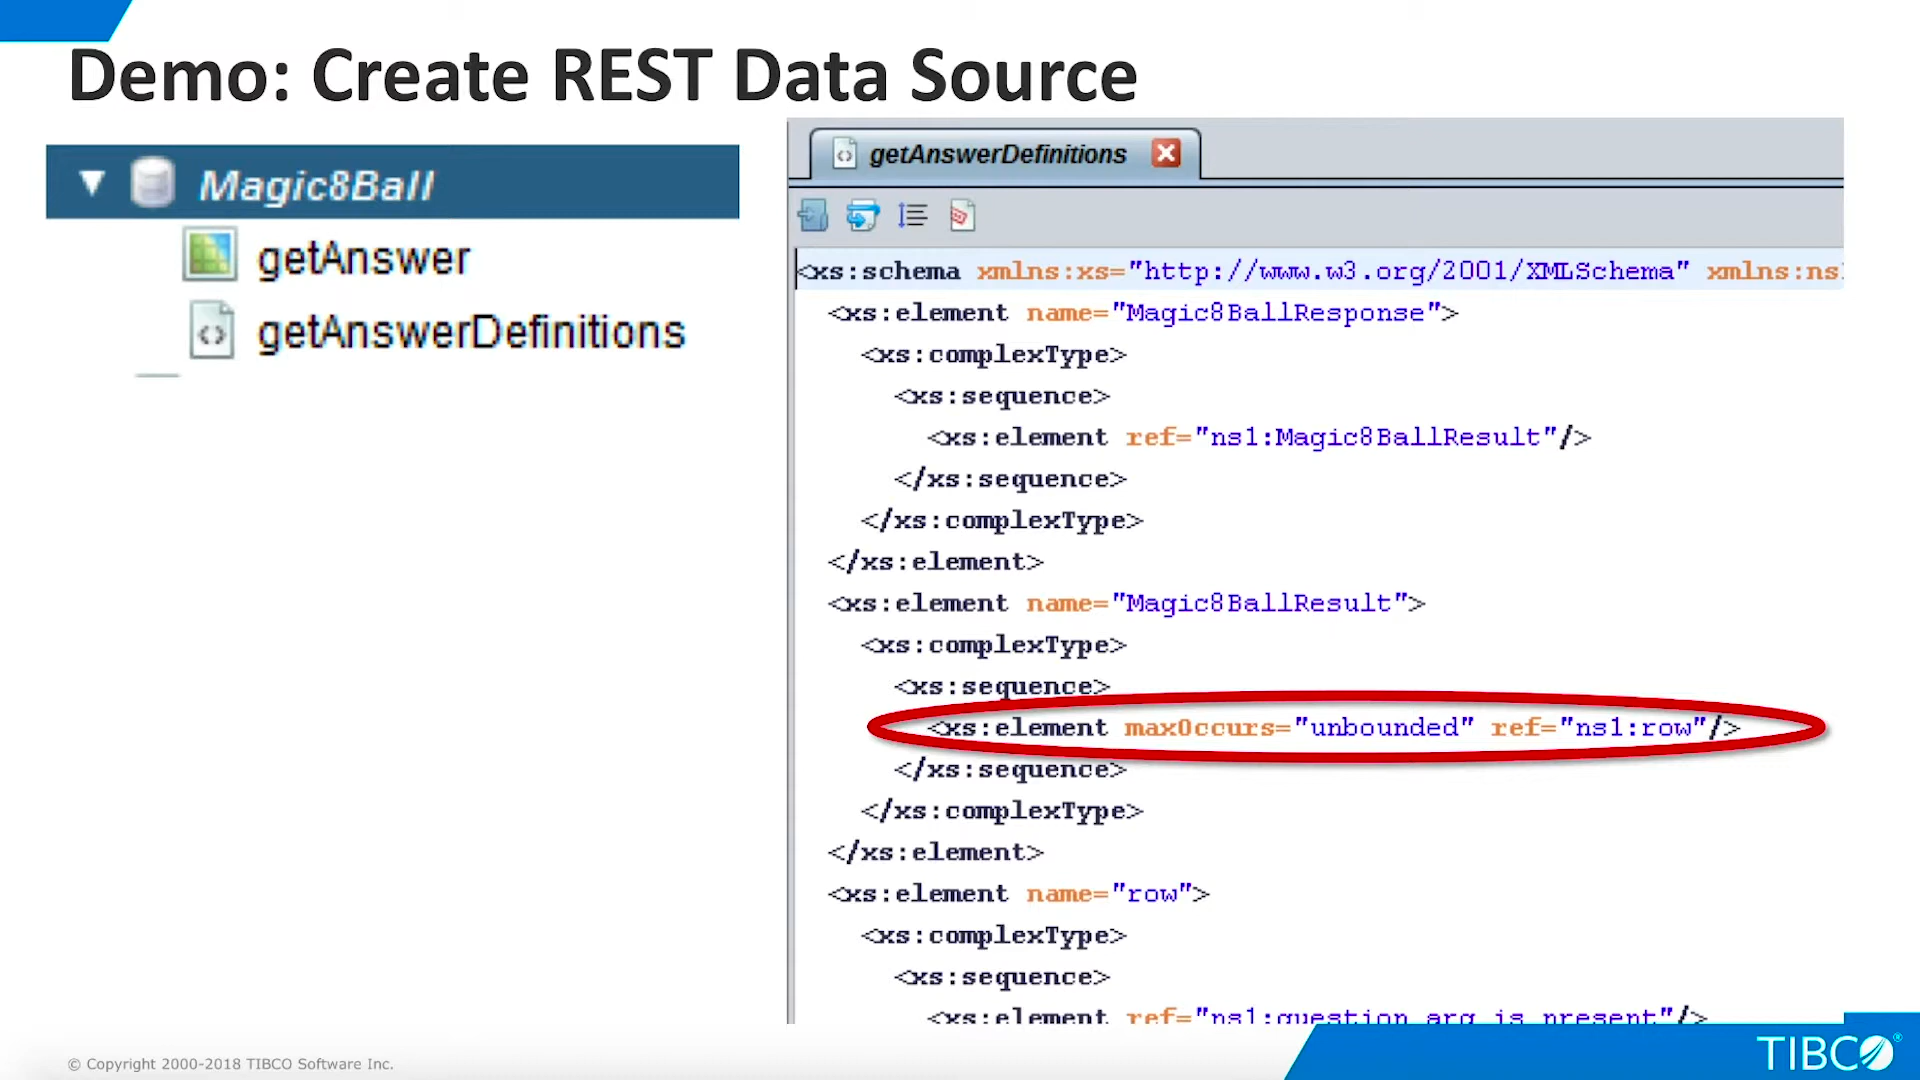 Demo: Create REST Data Source
Magic8Ball
getAnswer
getAnswerDefinitions
getAnswerDefinitions
<xs:schema xmlns:xs="http://www.w3.org/2001/XMLSchema" xmlns:ns
<xs:element name="Magic8BallResponse">
<xs:complexType>
<xs:sequence>
<xs:element ref="ns1:Magic8BallResult"/>
</xs:sequence>
</xs:complexType>
</xs:element>
<xs:element name="Magic8BallResult">
<xs:complexType>
<xs:sequence>
<xs:element maxOccurs="unbounded" ref="ns1:row"/>
</xs:sequence>
</xs:complexType>
</xs:element>
<xs:element name="row">
<xs:complexType>
<xs:sequence>
<xs:element ref="ns1:question_arg_is_present"/>
© Copyright 2000-2018 TIBCO Software Inc.
TIBCO®